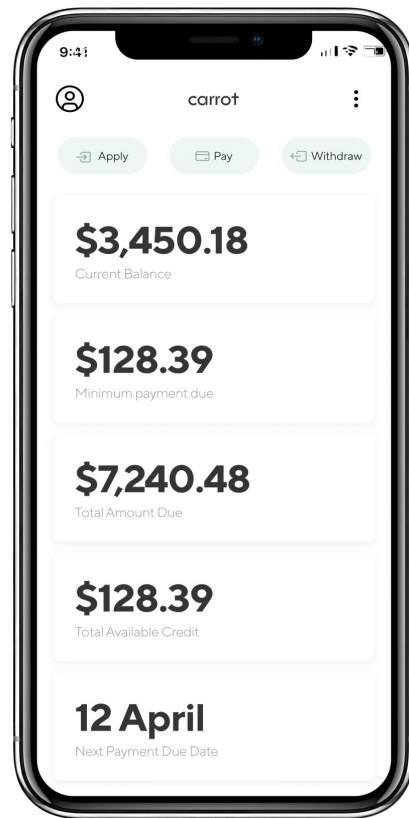 9:41
carrot
Apply Pay Withdraw
$3,450.18
Current Balance
$128.39
Minimum payment due
$7,240.48
Total Amount Due
$128.39
Total Available Credit
12 April
Next Payment Due Date